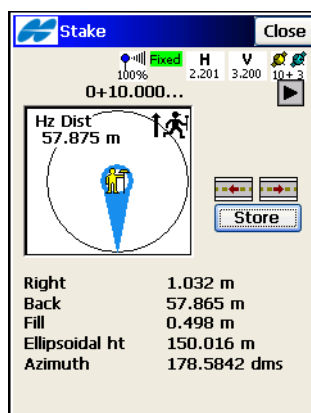 Stake Close
Fixed H V
100% 2.201 3.200 10+ 3
0+10.000...
Hz Dist
57.875 m
Store
Right 1.032 m
Back 57.865 m
Fill 0.498 m
Ellipsoidal ht 150.016 m
Azimuth 178.5842 dms